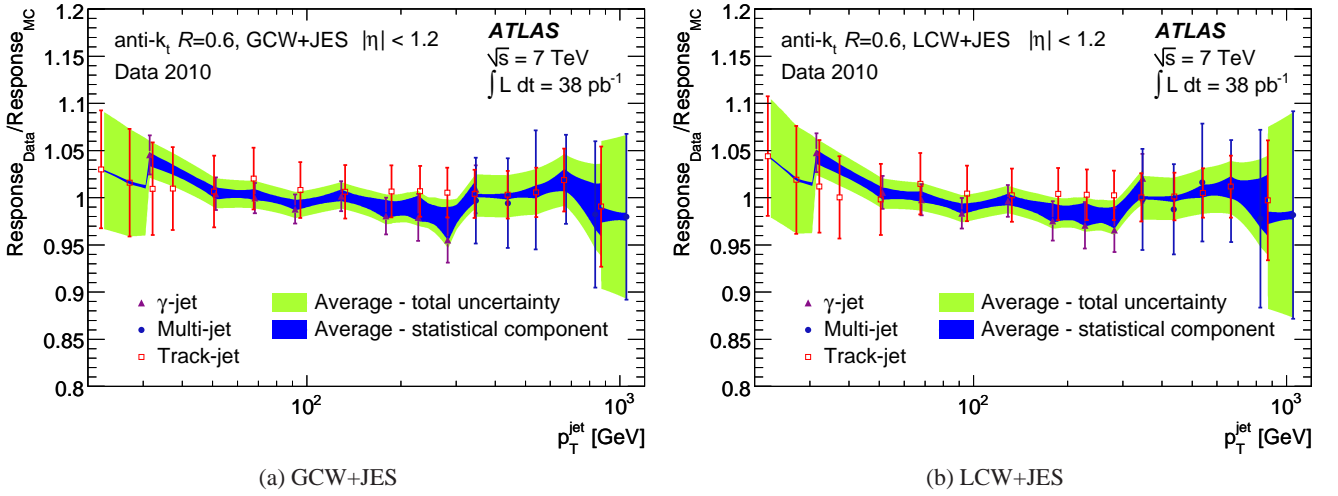 Response_Data/Response_MC
1.2
1.15
1.1
1.05
1
0.95
0.9
0.85
0.8
anti-k_t R=0.6, GCW+JES |η| < 1.2
Data 2010
ATLAS
√s = 7 TeV
∫ L dt = 38 pb⁻¹
γ-jet
Multi-jet
Track-jet
Average - total uncertainty
Average - statistical component
10²
10³
p_T^jet [GeV]
(a) GCW+JES
Response_Data/Response_MC
1.2
1.15
1.1
1.05
1
0.95
0.9
0.85
0.8
anti-k_t R=0.6, LCW+JES |η| < 1.2
Data 2010
ATLAS
√s = 7 TeV
∫ L dt = 38 pb⁻¹
γ-jet
Multi-jet
Track-jet
Average - total uncertainty
Average - statistical component
10²
10³
p_T^jet [GeV]
(b) LCW+JES